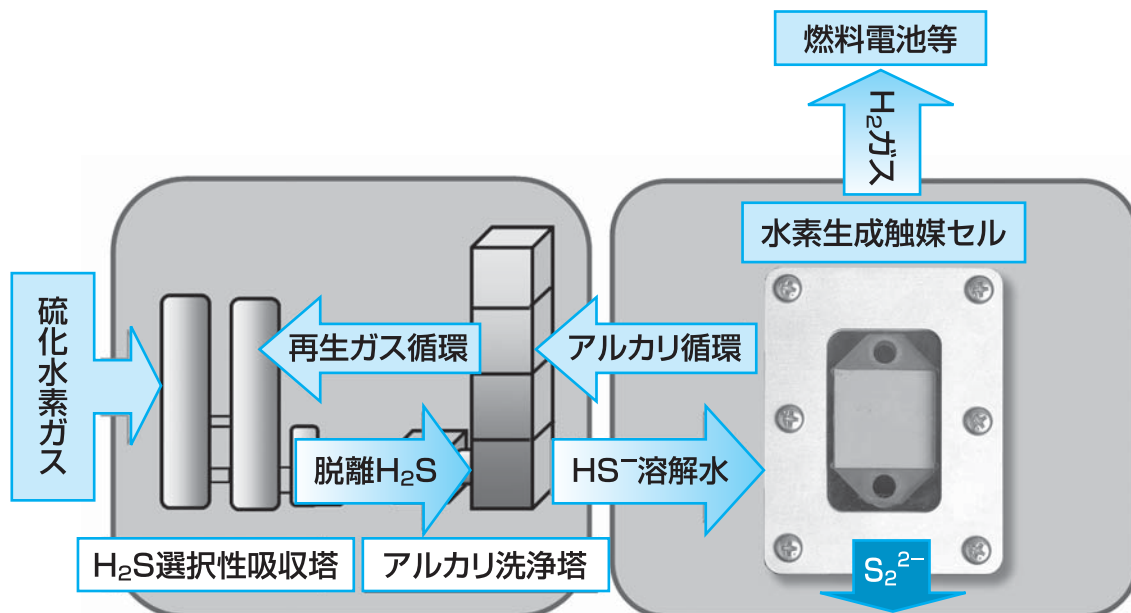 燃料電池等
H₂ガス
水素生成触媒セル
硫化水素ガス
再生ガス循環
アルカリ循環
脱離H₂S
HS⁻溶解水
H₂S選択性吸収塔
アルカリ洗浄塔
S₂²⁻